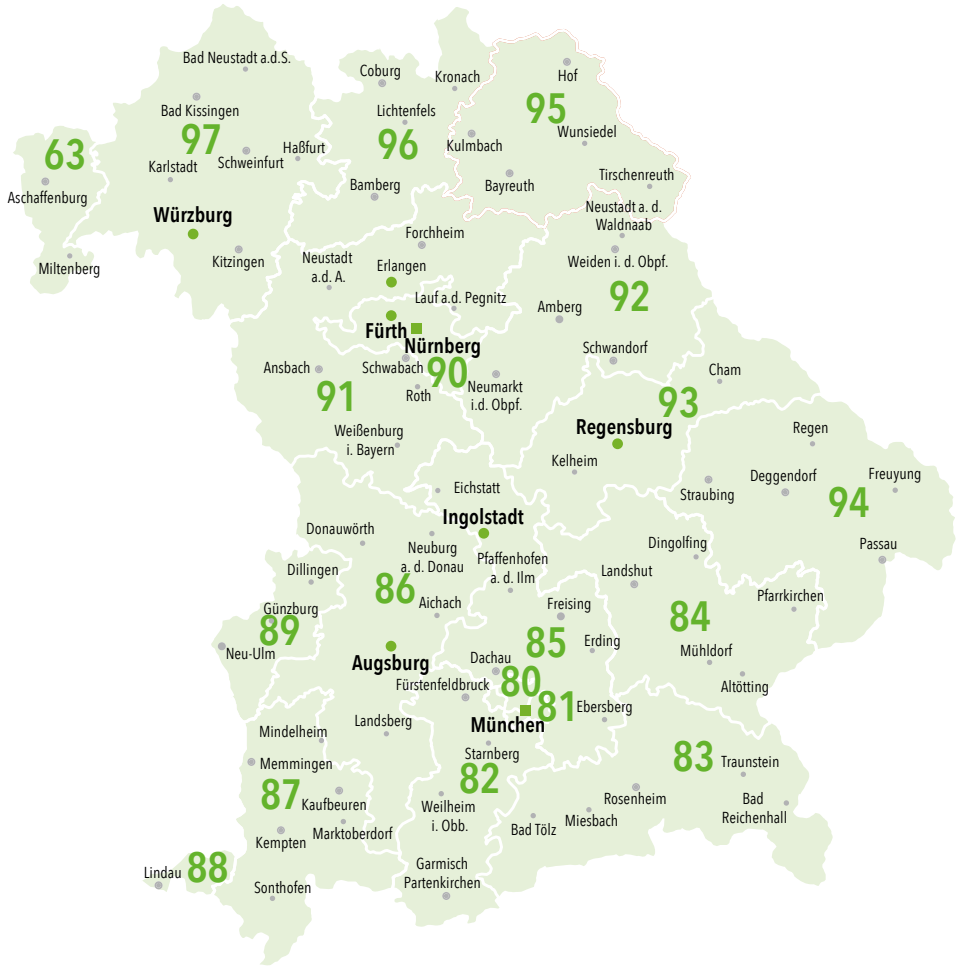 Bad Neustadt a.d.S.
Coburg
Kronach
Hof
Bad Kissingen
Lichtenfels
95
63
97
96
Wunsiedel
Kulmbach
Haßfurt
Schweinfurt
Karlstadt
Tirschenreuth
Bayreuth
Bamberg
Aschaffenburg
Würzburg
Neustadt a. d.
Waldnaab
Forchheim
Kitzingen
Neustadt
a.d. A.
Erlangen
Weiden i. d. Obpf.
Miltenberg
92
Lauf a.d. Pegnitz
Amberg
Fürth
Nürnberg
Schwandorf
Ansbach
Schwabach
90
Cham
91
Roth
Neumarkt
i.d. Obpf.
93
Weißenburg
i. Bayern
Regensburg
Regen
Kelheim
Deggendorf
Freuyung
Eichstatt
Straubing
94
Ingolstadt
Donauwörth
Neuburg
a. d. Donau
Pfaffenhofen
a. d. Ilm
Dingolfing
Passau
Dillingen
Landshut
86
Pfarrkirchen
Günzburg
Aichach
Freising
84
89
85
Erding
Neu-Ulm
Augsburg
Dachau
Mühldorf
80
Fürstenfeldbruck
Altötting
81
Ebersberg
Landsberg
München
Mindelheim
Starnberg
83
Memmingen
Traunstein
82
87
Kaufbeuren
Weilheim
i. Obb.
Rosenheim
Bad
Reichenhall
Miesbach
Bad Tölz
Marktoberdorf
Kempten
88
Lindau
Garmisch
Partenkirchen
Sonthofen